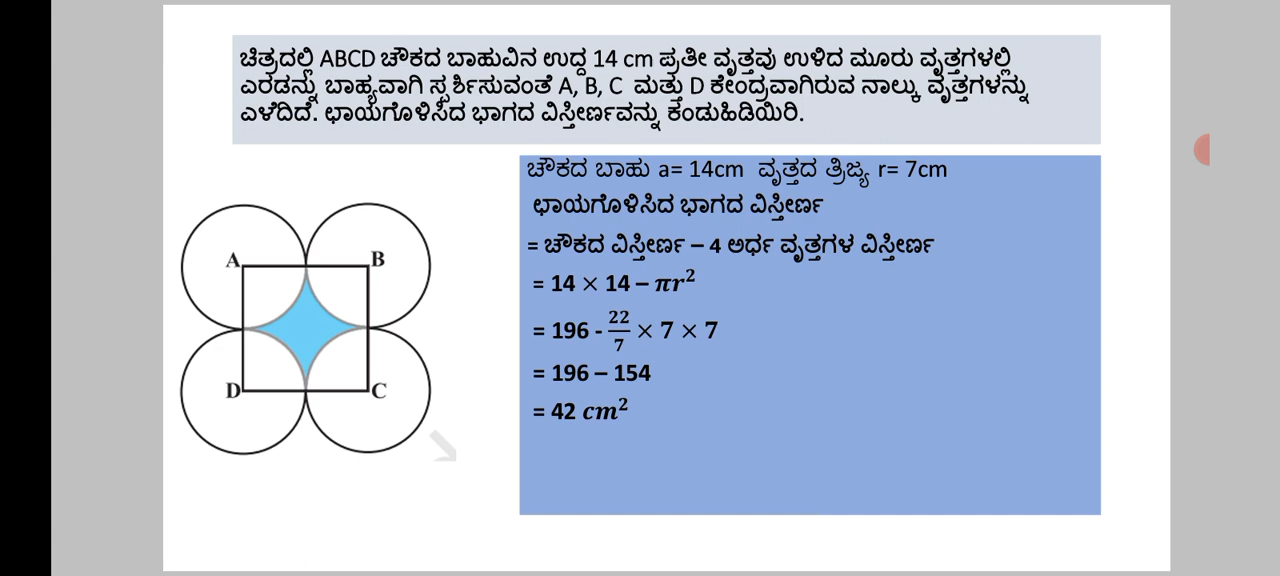 ಚಿತ್ರದಲ್ಲಿ ABCD ಚೌಕದ ಬಾಹುವಿನ ಉದ್ದ 14 cm ಪ್ರತೀ ವೃತ್ತವು ಉಳಿದ ಮೂರು ವೃತ್ತಗಳಲ್ಲಿ
ಎರಡನ್ನು ಬಾಹ್ಯವಾಗಿ ಸ್ಪರ್ಶಿಸುವಂತೆ A, B, C ಮತ್ತು D ಕೇಂದ್ರವಾಗಿರುವ ನಾಲ್ಕು ವೃತ್ತಗಳನ್ನು
ಎಳೆದಿದೆ. ಛಾಯಗೊಳಿಸಿದ ಭಾಗದ ವಿಸ್ತೀರ್ಣವನ್ನು ಕಂಡುಹಿಡಿಯಿರಿ.
ಚೌಕದ ಬಾಹು a= 14cm ವೃತ್ತದ ತ್ರಿಜ್ಯ r= 7cm
ಛಾಯಗೊಳಿಸಿದ ಭಾಗದ ವಿಸ್ತೀರ್ಣ
= ಚೌಕದ ವಿಸ್ತೀರ್ಣ – 4 ಅರ್ಧ ವೃತ್ತಗಳ ವಿಸ್ತೀರ್ಣ
= 14 × 14 – πr²
= 196 - 22/7 × 7 × 7
= 196 – 154
= 42 cm²
A B
D C